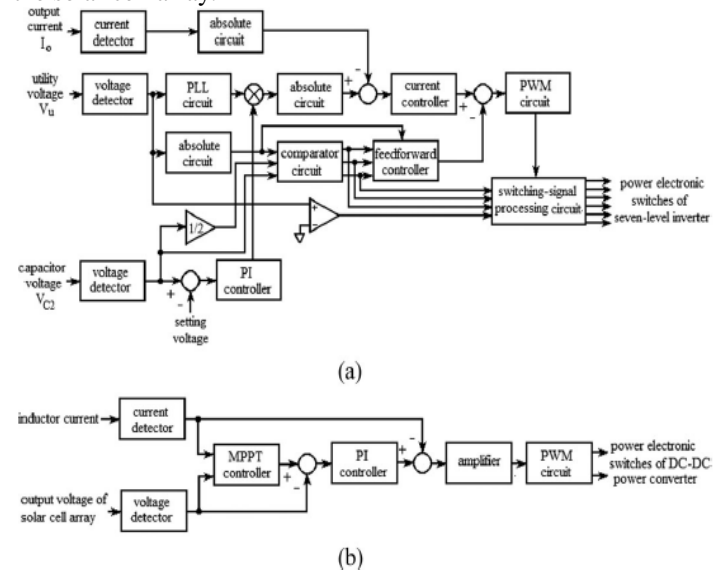 output
current
I₀
current
detector
absolute
circuit
utility
voltage
Vu
voltage
detector
PLL
circuit
absolute
circuit
current
controller
PWM
circuit
absolute
circuit
comparator
circuit
feedforward
controller
switching-signal
processing circuit
power electronic
switches of
seven-level inverter
1/2
capacitor
voltage
VC2
voltage
detector
PI
controller
setting
voltage
+
-
+
-
+
-
+
-
(a)
inductor current
current
detector
MPPT
controller
PI
controller
amplifier
PWM
circuit
power electronic
switches of DC-DC
power converter
output voltage of
solar cell array
voltage
detector
+
-
+
-
(b)